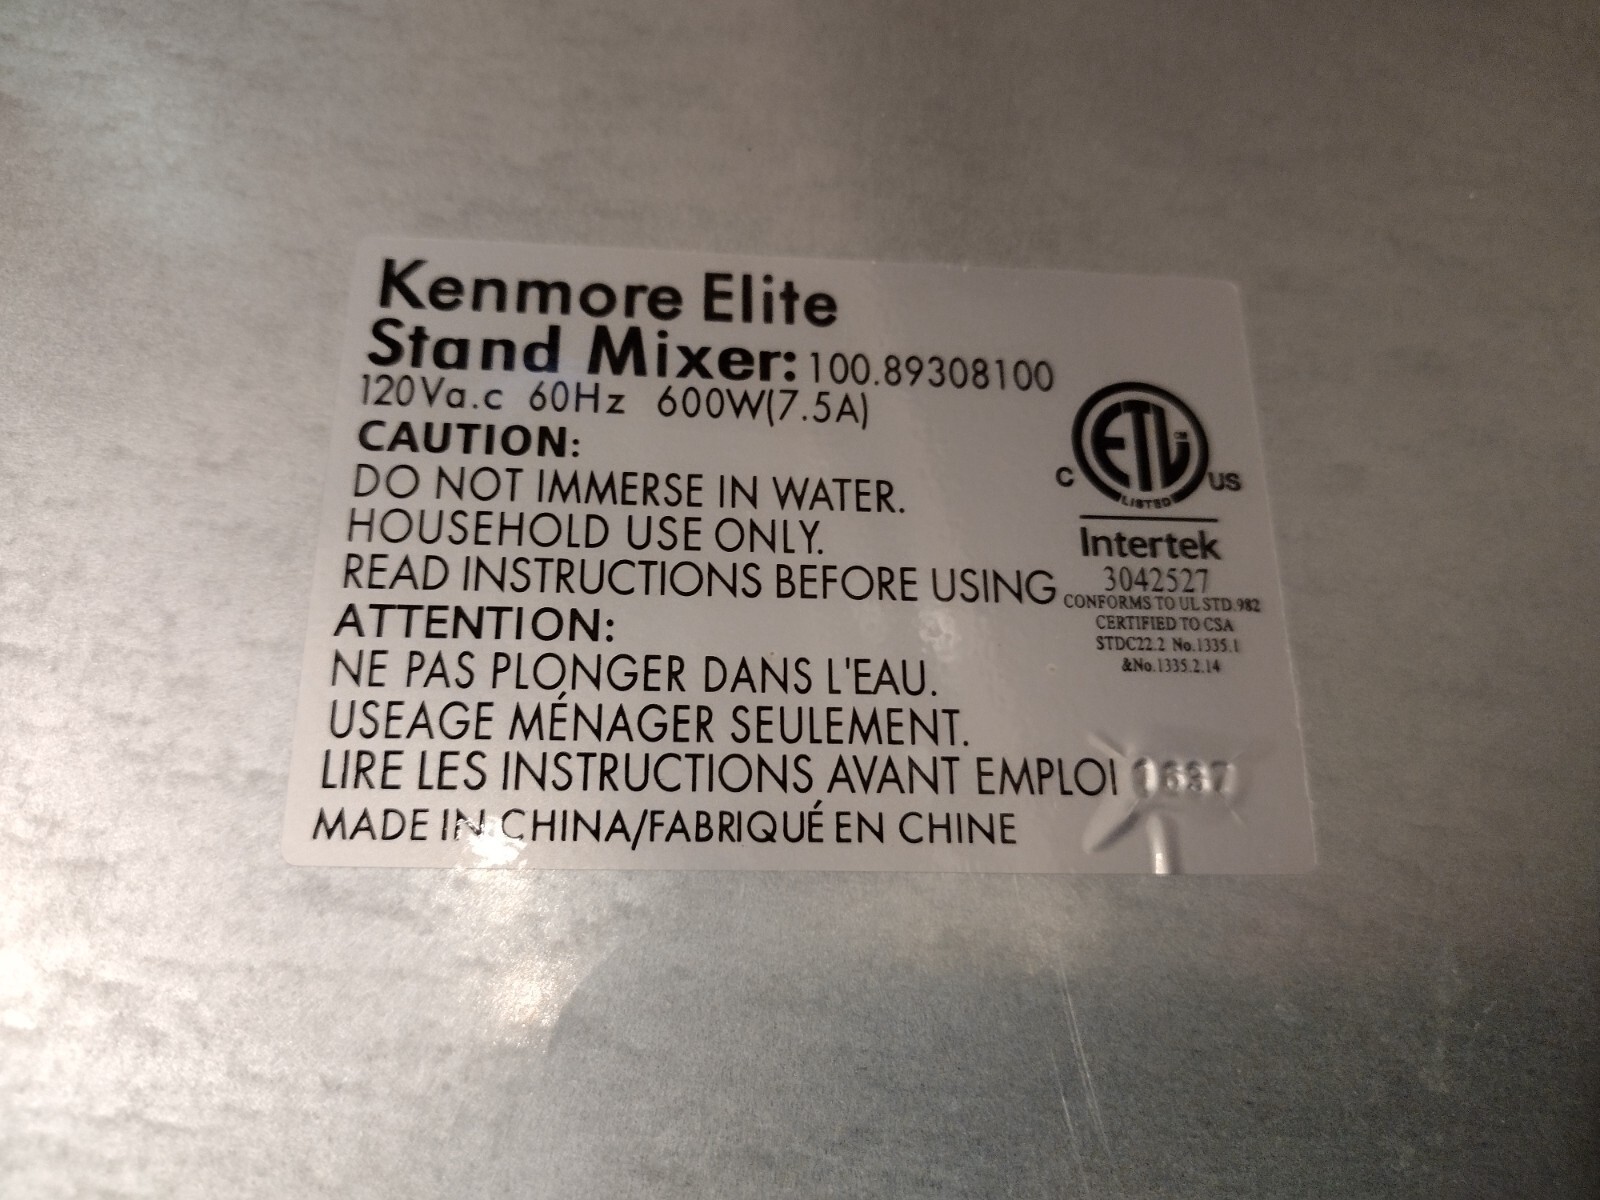 Kenmore Elite
Stand Mixer: 100.89308100
120Va.c 60Hz 600W(7.5A)
CAUTION:
DO NOT IMMERSE IN WATER.
HOUSEHOLD USE ONLY.
READ INSTRUCTIONS BEFORE USING
ATTENTION:
NE PAS PLONGER DANS L'EAU.
USEAGE MÉNAGER SEULEMENT.
LIRE LES INSTRUCTIONS AVANT EMPLOI
MADE IN CHINA/FABRIQUÉ EN CHINE
C ETL CM US
LISTED
Intertek
3042527
CONFORMS TO UL STD.982
CERTIFIED TO CSA
STDC22.2 No.1335.1
&No.1335.2.14